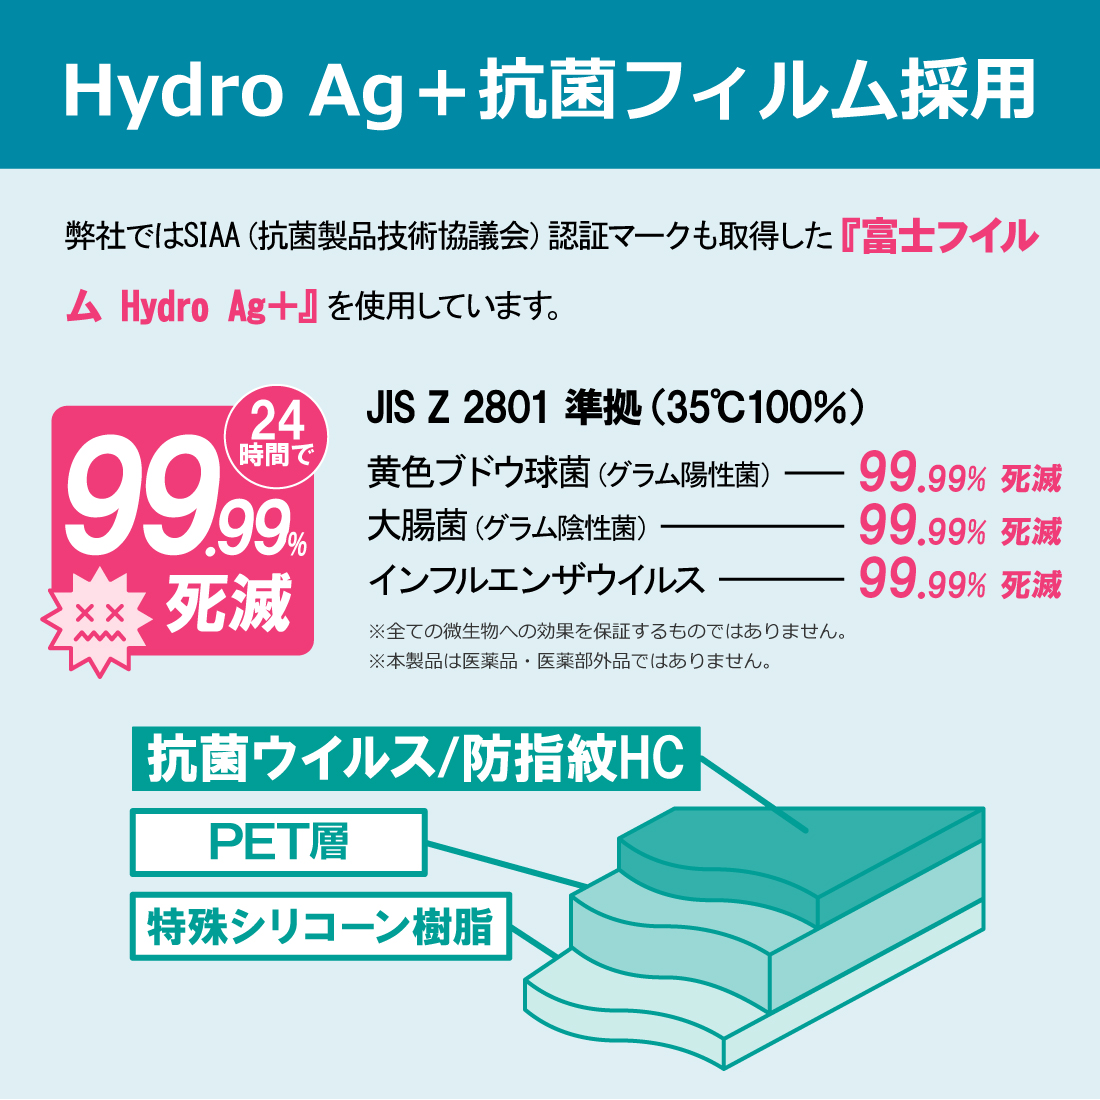 Hydro Ag＋抗菌フィルム採用
弊社ではSIAA（抗菌製品技術協議会）認証マークも取得した『富士フイル
ム Hydro Ag＋』を使用しています。
24
時間で
99.99%
死滅
JIS Z 2801 準拠（35℃100％）
黄色ブドウ球菌（グラム陽性菌） 99.99% 死滅
大腸菌（グラム陰性菌） 99.99% 死滅
インフルエンザウイルス 99.99% 死滅
※全ての微生物への効果を保証するものではありません。
※本製品は医薬品・医薬部外品ではありません。
抗菌ウイルス/防指紋HC
PET層
特殊シリコーン樹脂